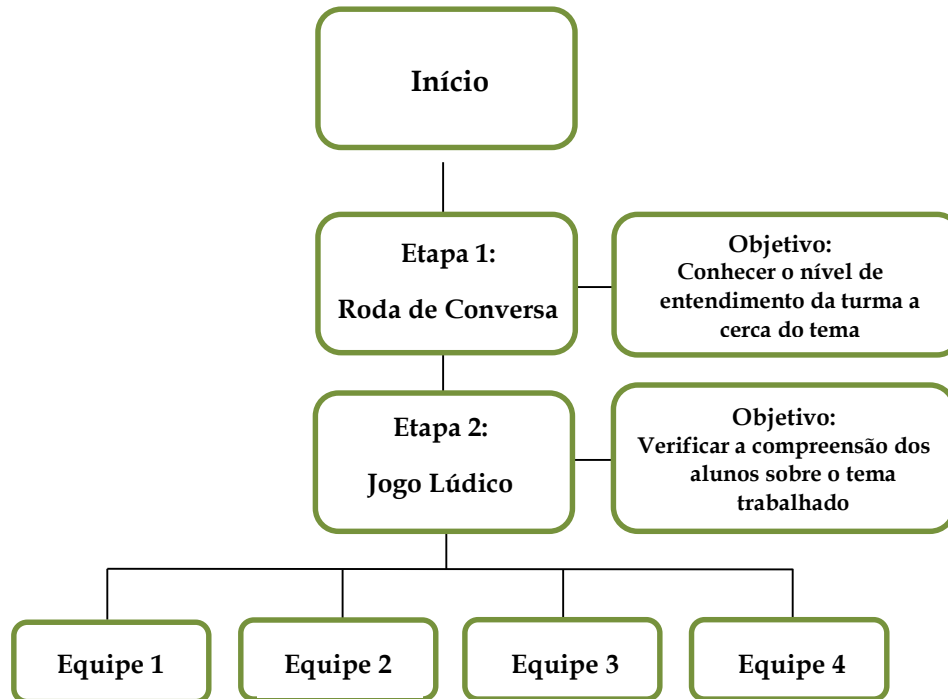 Início
Etapa 1:
Roda de Conversa
Objetivo:
Conhecer o nível de
entendimento da turma a
cerca do tema
Etapa 2:
Jogo Lúdico
Objetivo:
Verificar a compreensão dos
alunos sobre o tema
trabalhado
Equipe 1
Equipe 2
Equipe 3
Equipe 4